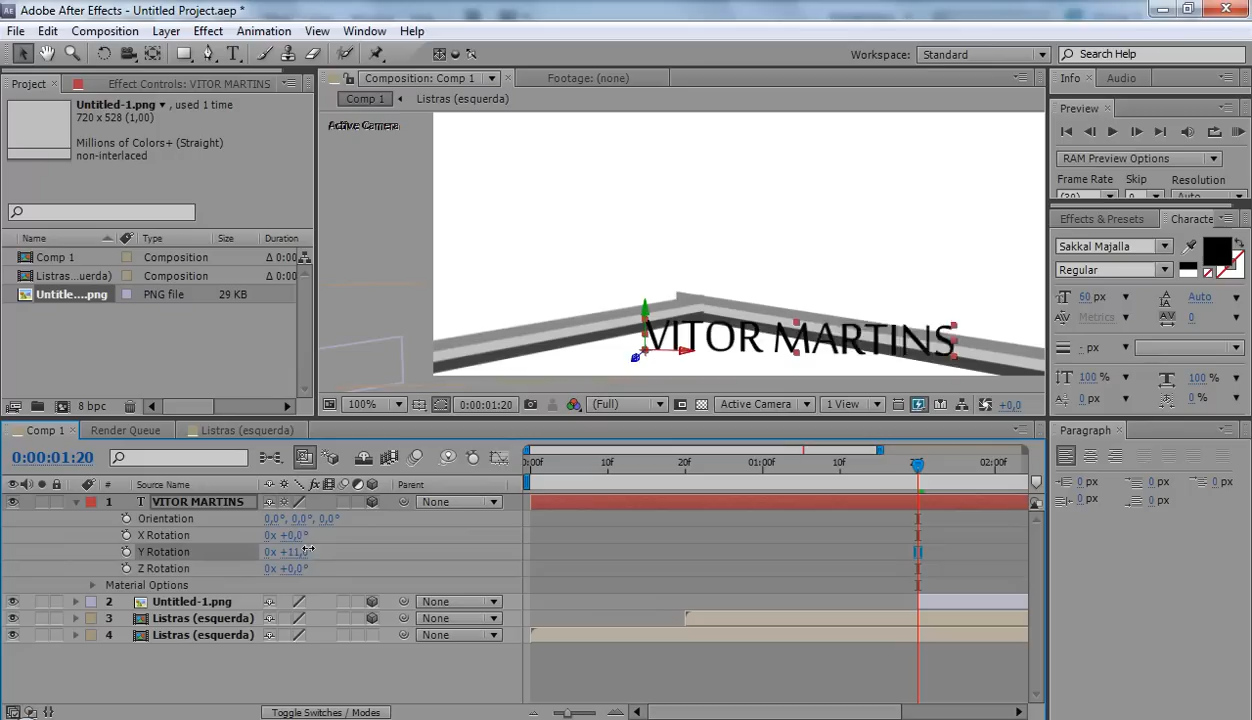 Adobe After Effects - Untitled Project.aep *
File Edit Composition Layer Effect Animation View Window Help
Workspace: Standard Search Help
Project Effect Controls: VITOR MARTINS
Composition: Comp 1 Footage: (none)
Info Audio
Comp 1 Listras (esquerda)
Untitled-1.png , used 1 time
720 x 528 (1,00)
Millions of Colors+ (Straight)
non-interlaced
Active Camera
Preview
RAM Preview Options
Frame Rate Skip Resolution
(30) Auto
Effects & Presets Characte
Name Type Size Duration
Comp 1 Composition Δ 0:00
Listras...uerda) Composition Δ 0:00
Untitle....png PNG file 29 KB
Sakkal Majalla
Regular
60 px Auto
Metrics 0
- px
100 % 100 %
0 px 0 %
VITOR MARTINS
8 bpc
100% 0:00:01:20 (Full) Active Camera 1 View +0,0
Comp 1 Render Queue Listras (esquerda)
Paragraph
0 px 0 px 0 px
0 px 0 px
0:00:01:20
0:00f 10f 20f 01:00f 10f 02:00f
# Source Name Parent
1 T VITOR MARTINS None
Orientation 0,0°, 0,0°, 0,0°
X Rotation 0x +0,0°
Y Rotation 0x +11,
Z Rotation 0x +0,0°
Material Options
2 Untitled-1.png None
3 Listras (esquerda) None
4 Listras (esquerda) None
Toggle Switches / Modes